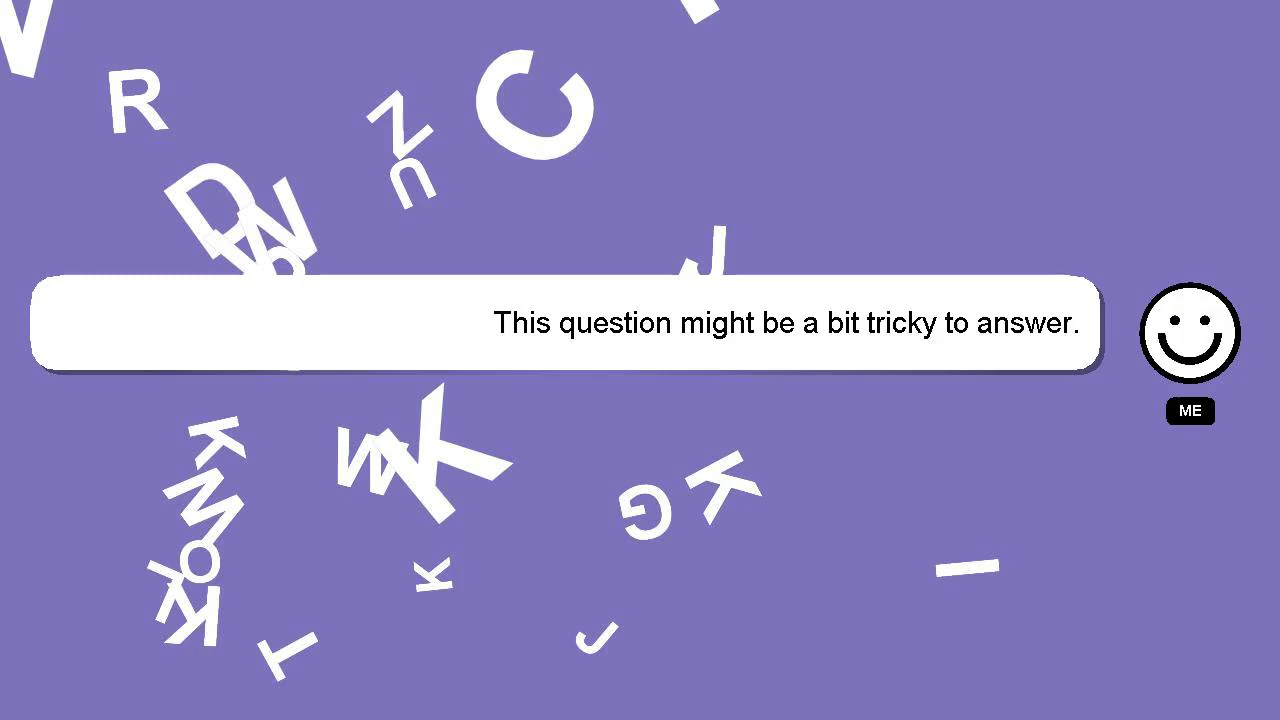 V
R
C
N
U
D
W
J
This question might be a bit tricky to answer.
ME
K
W
K
K
G
W
O
K
I
K
K
T
J